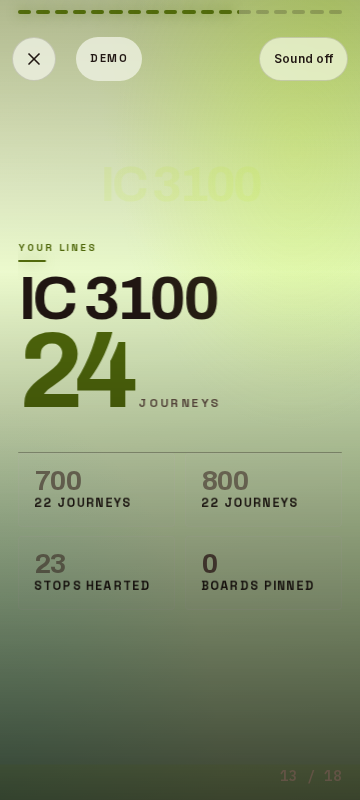 DEMO
Sound off
IC 3100
YOUR LINES
IC 3100
24 JOURNEYS
700
22 JOURNEYS
800
22 JOURNEYS
23
STOPS HEARTED
0
BOARDS PINNED
13 / 18